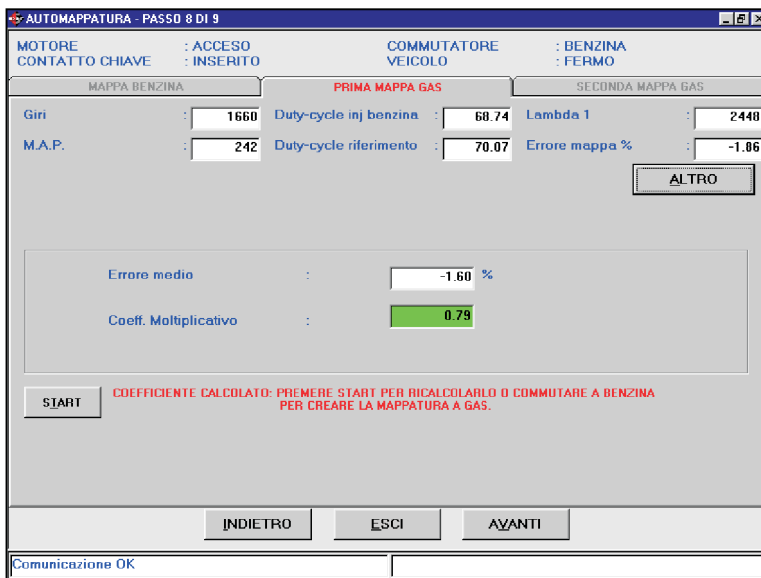 AUTOMAPPATURA - PASSO 8 DI 9
MOTORE : ACCESO COMMUTATORE : BENZINA
CONTATTO CHIAVE : INSERITO VEICOLO : FERMO
MAPPA BENZINA PRIMA MAPPA GAS SECONDA MAPPA GAS
Giri : 1660 Duty-cycle inj benzina : 68.74 Lambda 1 : 2448
M.A.P. : 242 Duty-cycle riferimento : 70.07 Errore mappa % : -1.86
ALTRO
Errore medio : -1.60 %
Coeff. Moltiplicativo : 0.79
START COEFFICIENTE CALCOLATO: PREMERE START PER RICALCOLARLO O COMMUTARE A BENZINA
PER CREARE LA MAPPATURA A GAS.
INDIETRO ESCI AVANTI
Comunicazione OK